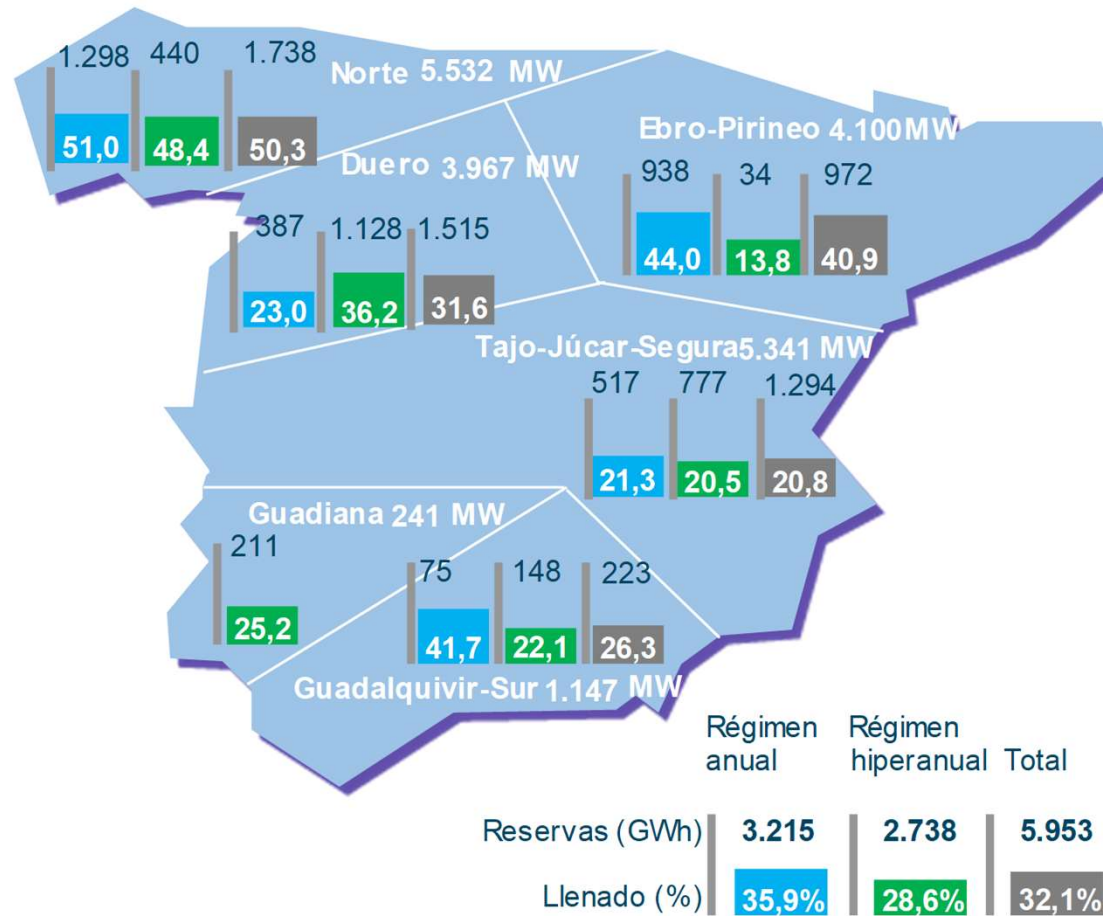 1.298 440 1.738
Norte 5.532 MW
51,0 48,4 50,3
Ebro-Pirineo 4.100MW
938 34 972
44,0 13,8 40,9
Duero 3.967 MW
387 1.128 1.515
23,0 36,2 31,6
Tajo-Júcar-Segura5.341 MW
517 777 1.294
21,3 20,5 20,8
Guadiana 241 MW
211
25,2
75 148 223
41,7 22,1 26,3
Guadalquivir-Sur 1.147 MW
Régimen anual Régimen hiperanual Total
Reservas (GWh) 3.215 2.738 5.953
Llenado (%) 35,9% 28,6% 32,1%